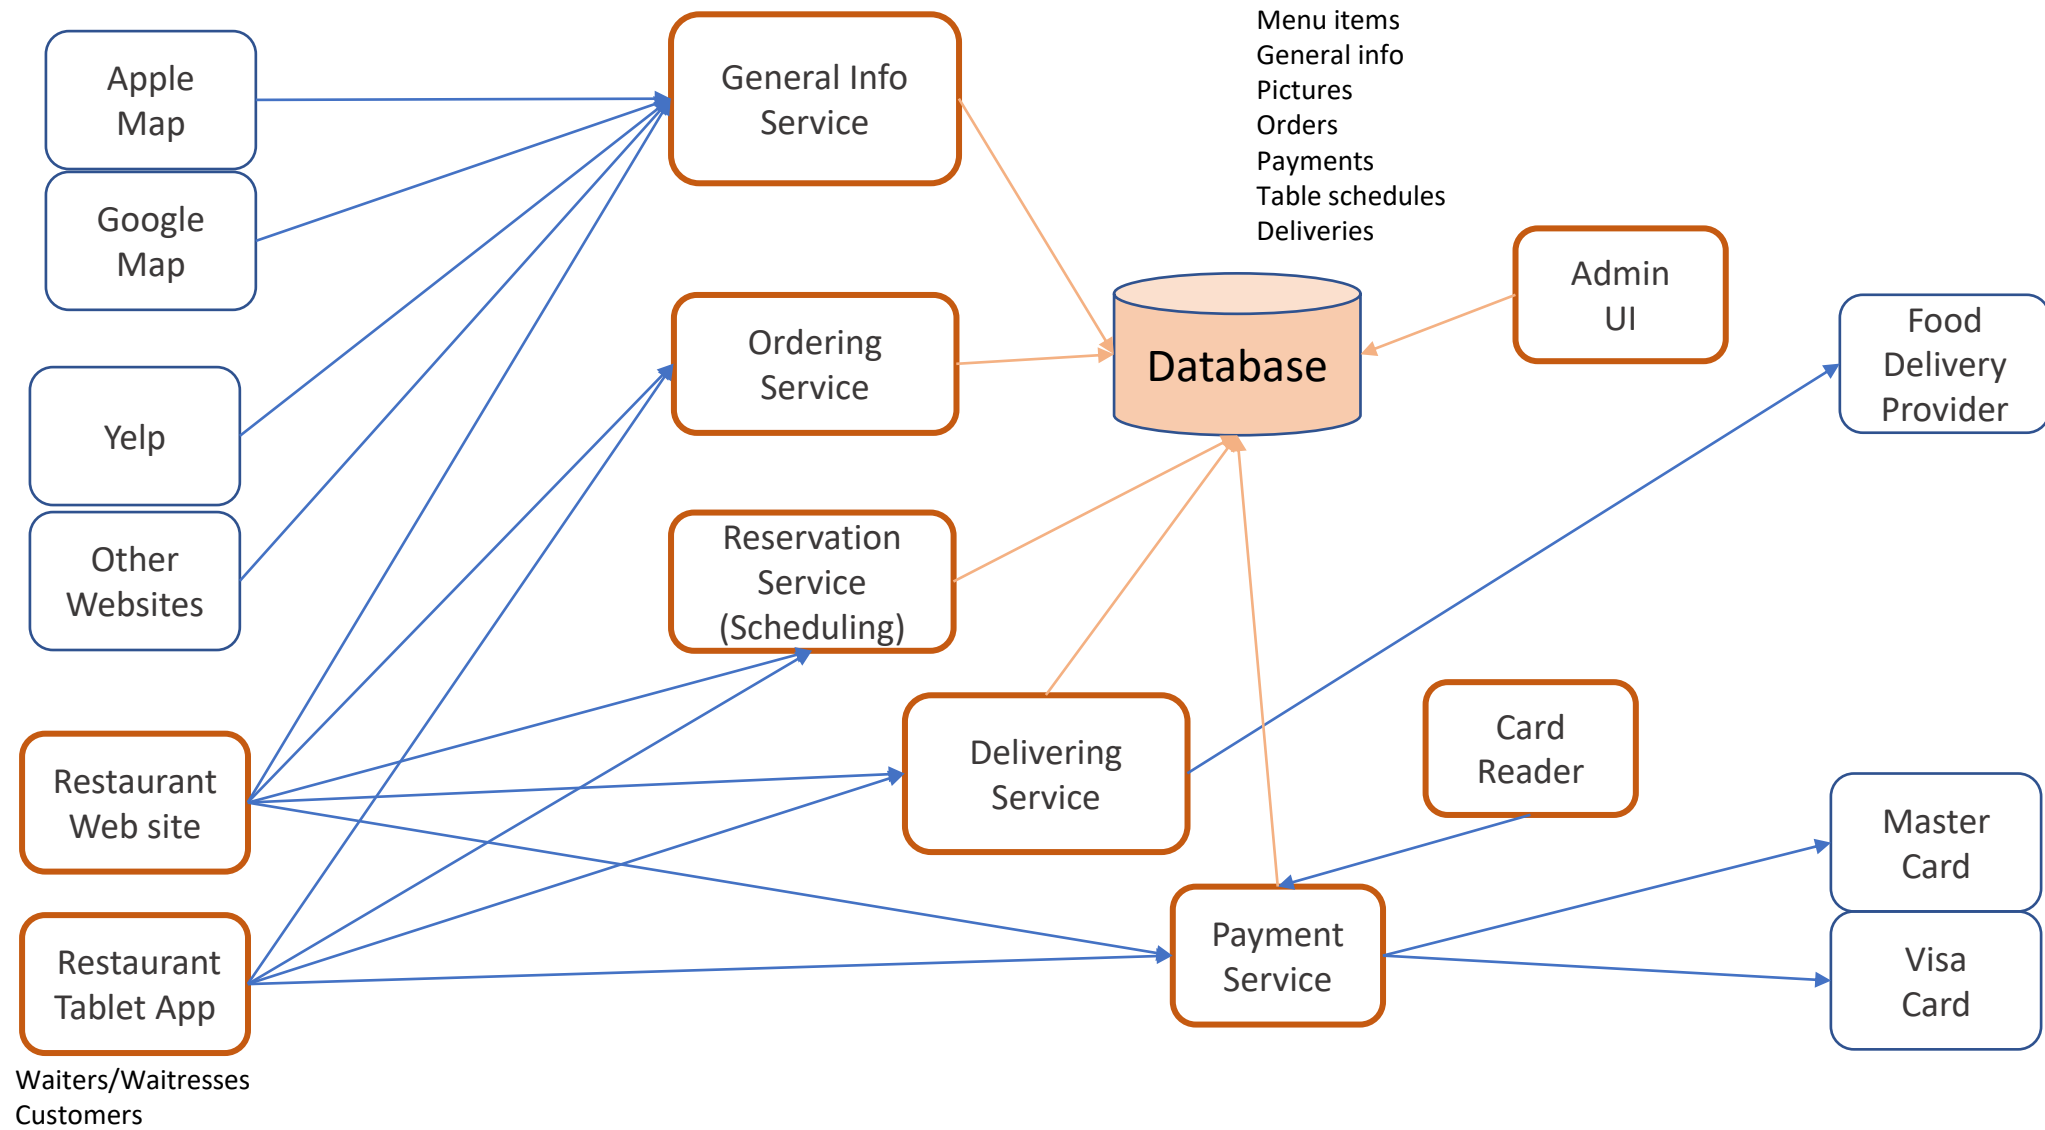 Apple
Map
Google
Map
Yelp
Other
Websites
Restaurant
Web site
Restaurant
Tablet App
Waiters/Waitresses
Customers
General Info
Service
Ordering
Service
Reservation
Service
(Scheduling)
Delivering
Service
Payment
Service
Menu items
General info
Pictures
Orders
Payments
Table schedules
Deliveries
Database
Admin
UI
Card
Reader
Food
Delivery
Provider
Master
Card
Visa
Card